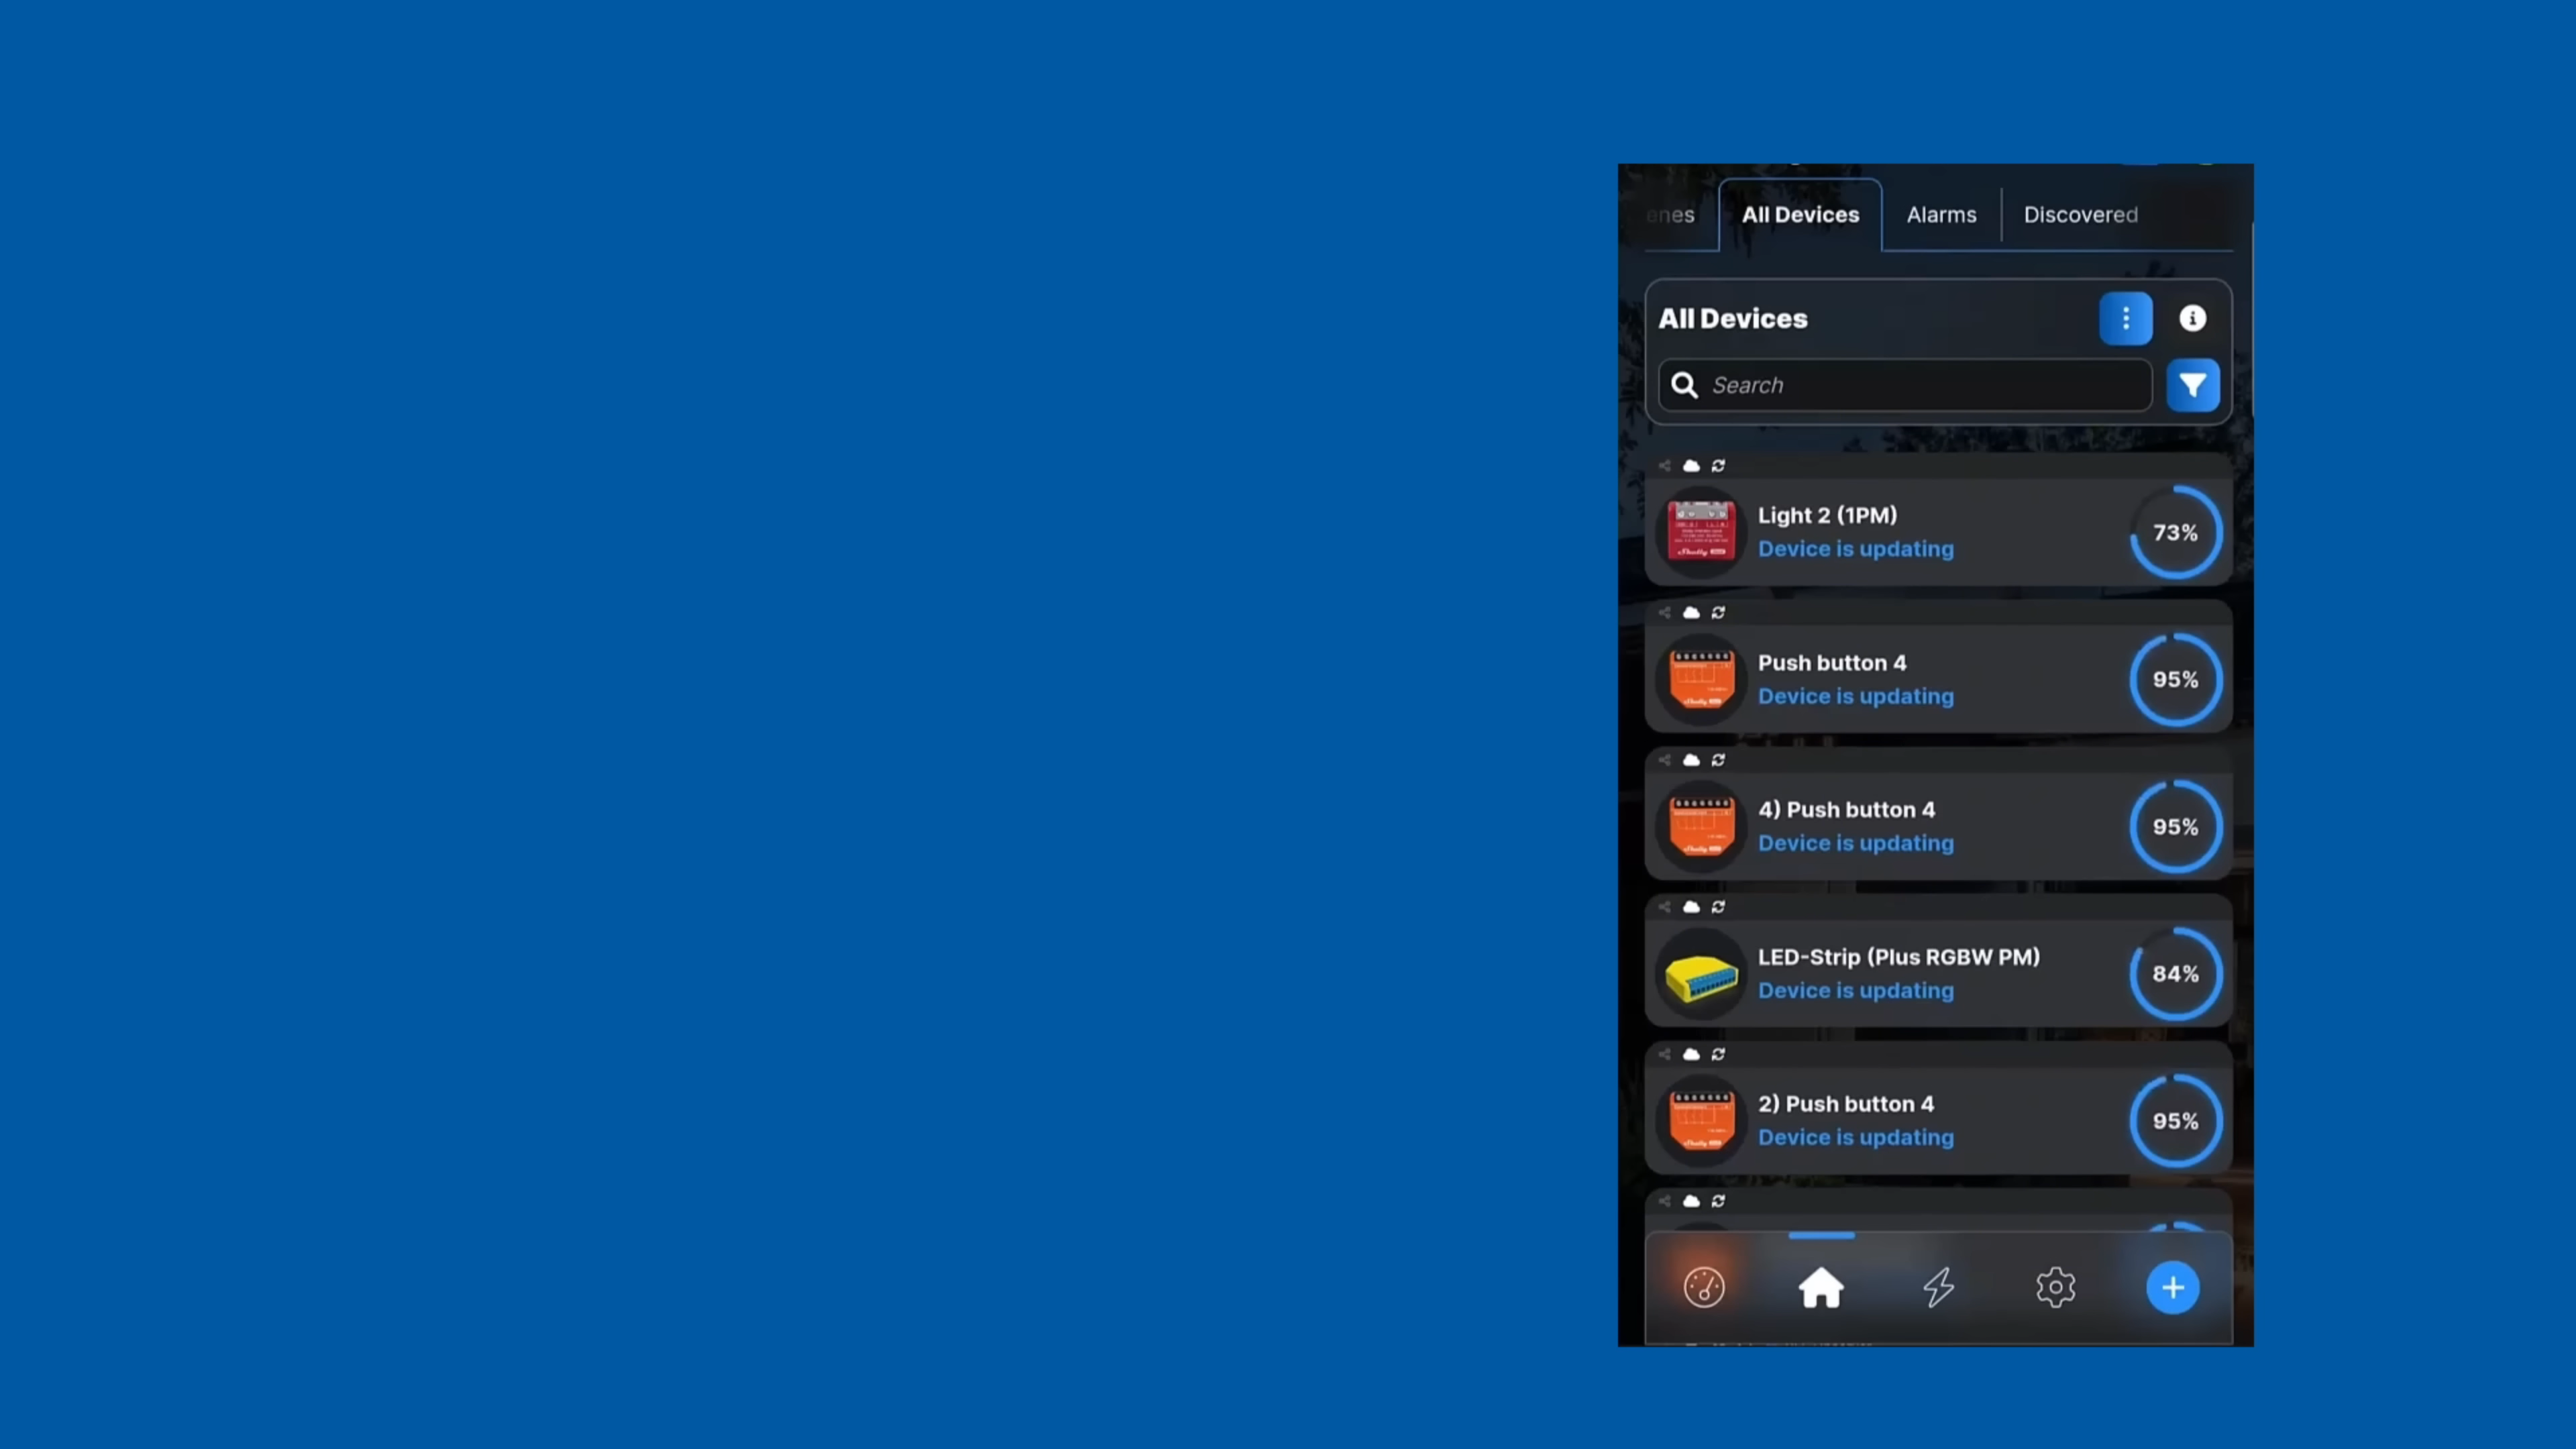 enes
All Devices
Alarms
Discovered
All Devices
Search
Light 2 (1PM)
Device is updating
73%
Push button 4
Device is updating
95%
4) Push button 4
Device is updating
95%
LED-Strip (Plus RGBW PM)
Device is updating
84%
2) Push button 4
Device is updating
95%